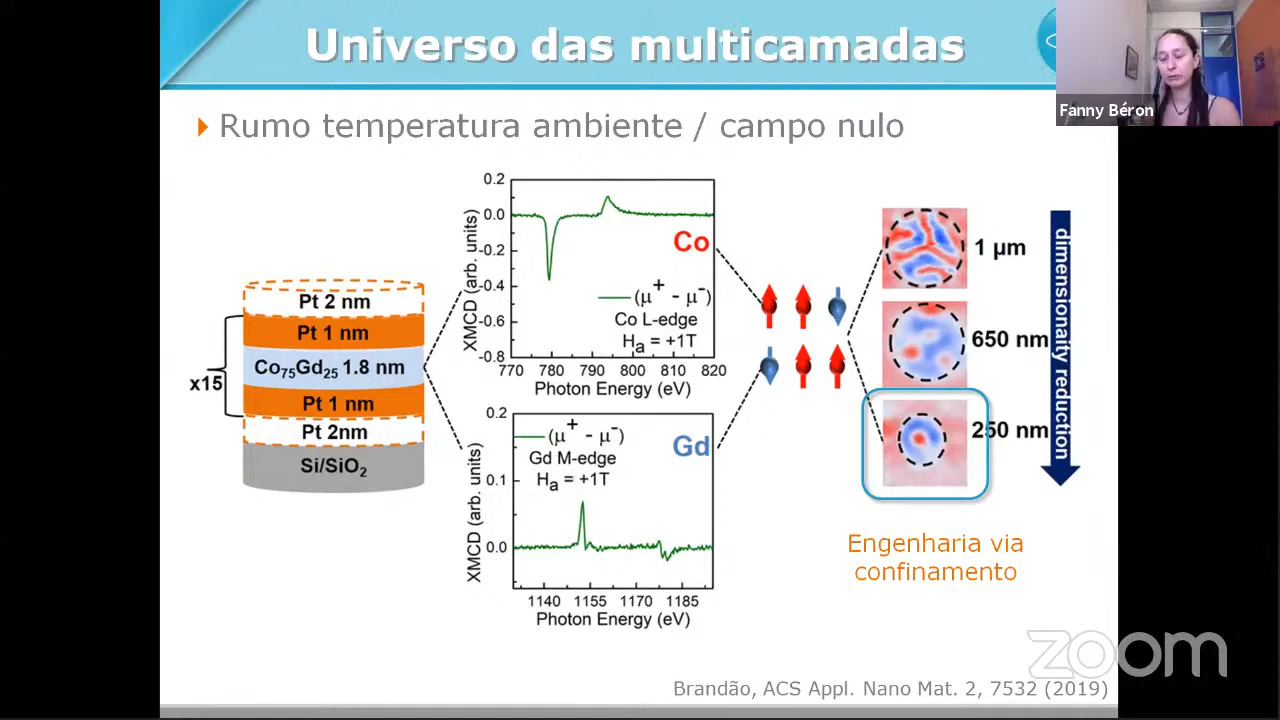 Universo das multicamadas
Fanny Béron
Rumo temperatura ambiente / campo nulo
x15
Pt 2 nm
Pt 1 nm
Co₇₅Gd₂₅ 1.8 nm
Pt 1 nm
Pt 2nm
Si/SiO₂
XMCD (arb. units)
0.2
0.0
-0.2
-0.4
-0.6
-0.8
Co
(μ⁺ - μ⁻)
Co L-edge
Hₐ = +1T
770 780 790 800 810 820
Photon Energy (eV)
XMCD (arb. units)
0.2
0.1
0.0
(μ⁺ - μ⁻)
Gd M-edge
Hₐ = +1T
Gd
1140 1155 1170 1185
Photon Energy (eV)
1 μm
650 nm
250 nm
dimensionaity reduction
Engenharia via
confinamento
zoom
Brandão, ACS Appl. Nano Mat. 2, 7532 (2019)